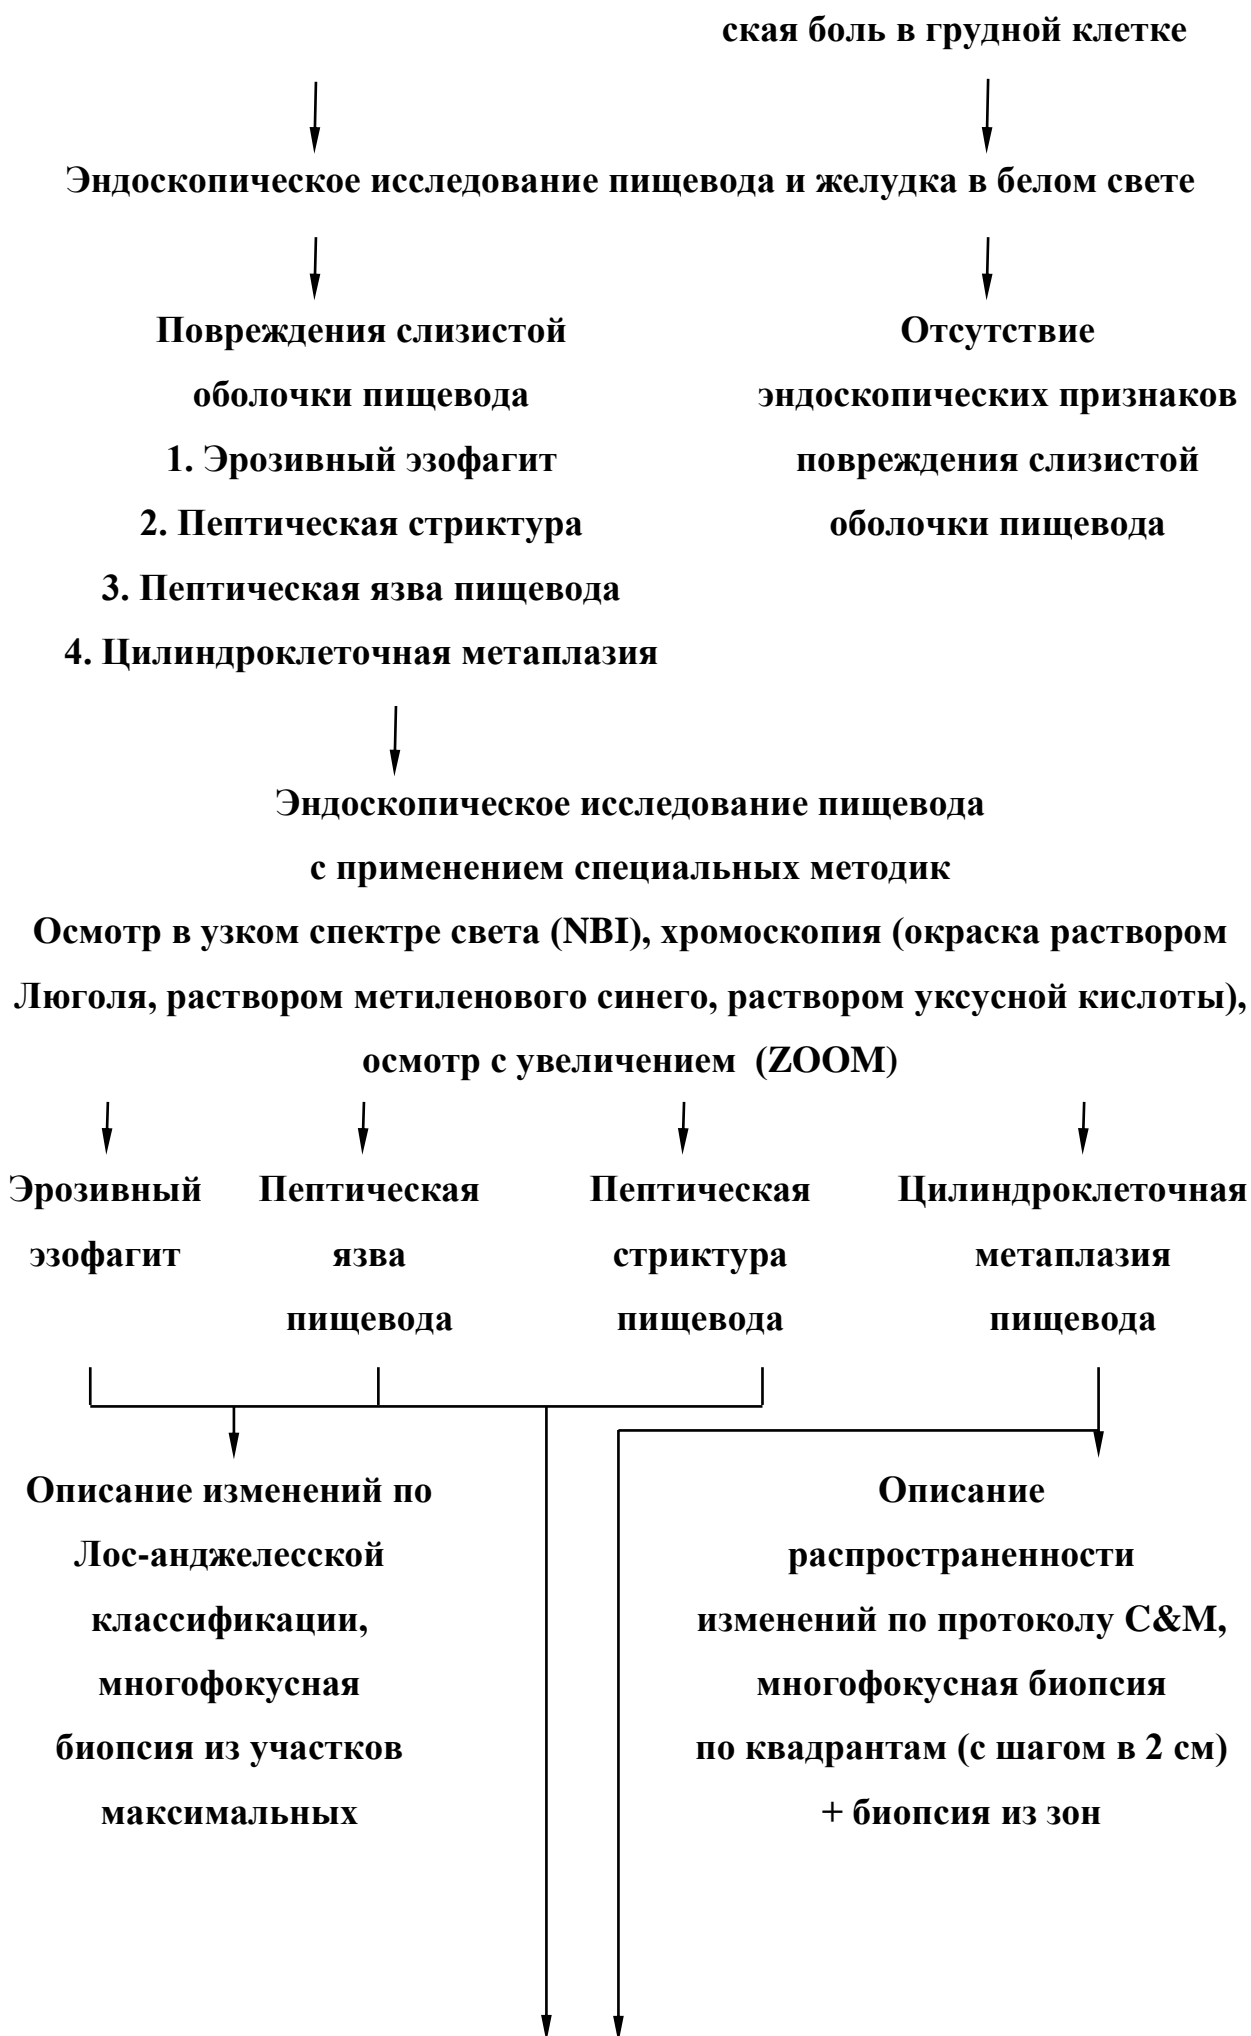 ская боль в грудной клетке
Эндоскопическое исследование пищевода и желудка в белом свете
Повреждения слизистой
оболочки пищевода
1. Эрозивный эзофагит
2. Пептическая стриктура
3. Пептическая язва пищевода
4. Цилиндроклеточная метаплазия
Отсутствие
эндоскопических признаков
повреждения слизистой
оболочки пищевода
Эндоскопическое исследование пищевода
с применением специальных методик
Осмотр в узком спектре света (NBI), хромоскопия (окраска раствором
Люголя, раствором метиленового синего, раствором уксусной кислоты),
осмотр с увеличением (ZOOM)
Эрозивный
эзофагит
Пептическая
язва
пищевода
Пептическая
стриктура
пищевода
Цилиндроклеточная
метаплазия
пищевода
Описание изменений по
Лос-анджелесской
классификации,
многофокусная
биопсия из участков
максимальных
Описание
распространенности
изменений по протоколу C&M,
многофокусная биопсия
по квадрантам (с шагом в 2 см)
+ биопсия из зон